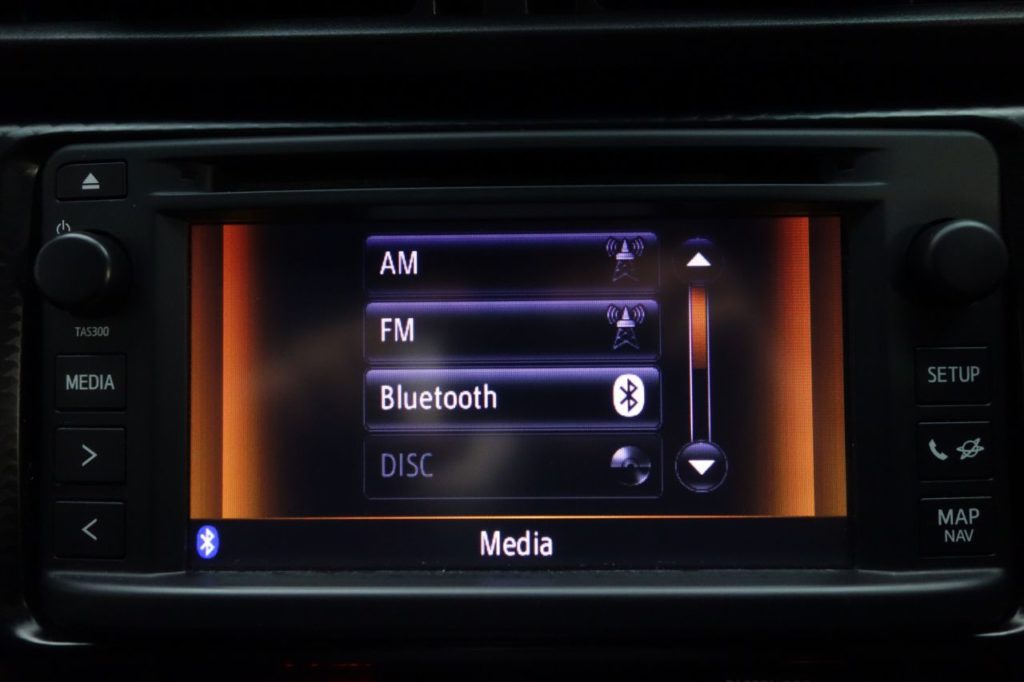 AM
FM
Bluetooth
DISC
Media
TAS300
MEDIA
SETUP
MAP
NAV